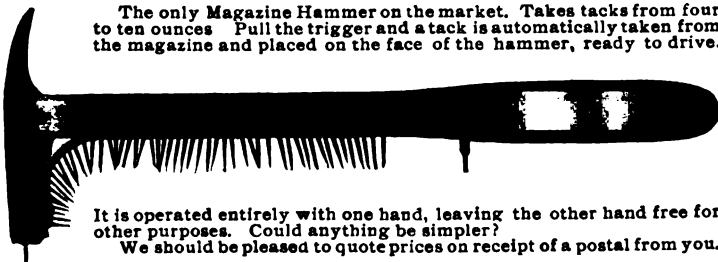 The only Magazine Hammer on the market. Takes tacks from four
to ten ounces Pull the trigger and a tack is automatically taken from
the magazine and placed on the face of the hammer, ready to drive.
It is operated entirely with one hand, leaving the other hand free for
other purposes. Could anything be simpler?
We should be pleased to quote prices on receipt of a postal from you.